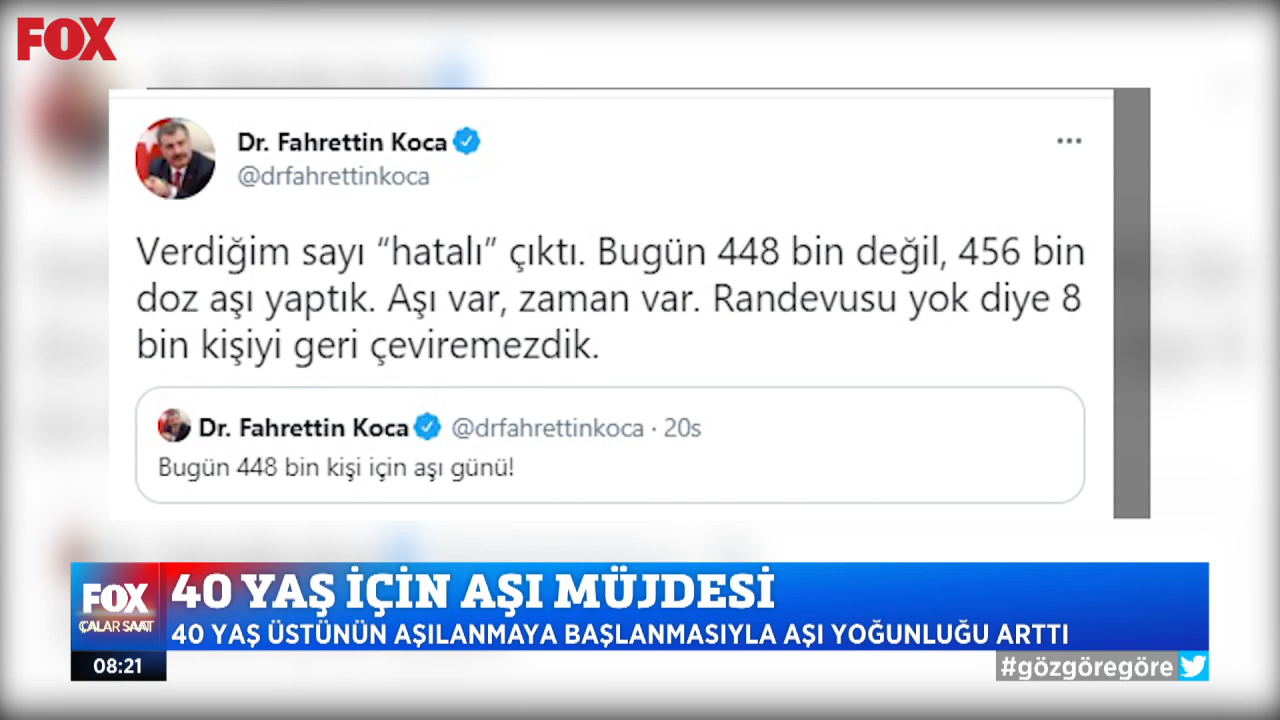 FOX
Dr. Fahrettin Koca
@drfahrettinkoca
Verdiğim sayı “hatalı” çıktı. Bugün 448 bin değil, 456 bin
doz aşı yaptık. Aşı var, zaman var. Randevusu yok diye 8
bin kişiyi geri çeviremezdik.
Dr. Fahrettin Koca @drfahrettinkoca · 20s
Bugün 448 bin kişi için aşı günü!
FOX
ÇALAR SAAT
40 YAŞ İÇİN AŞI MÜJDESİ
40 YAŞ ÜSTÜNÜN AŞILANMAYA BAŞLANMASIYLA AŞI YOĞUNLUĞU ARTTI
08:21
#gözgöregöre